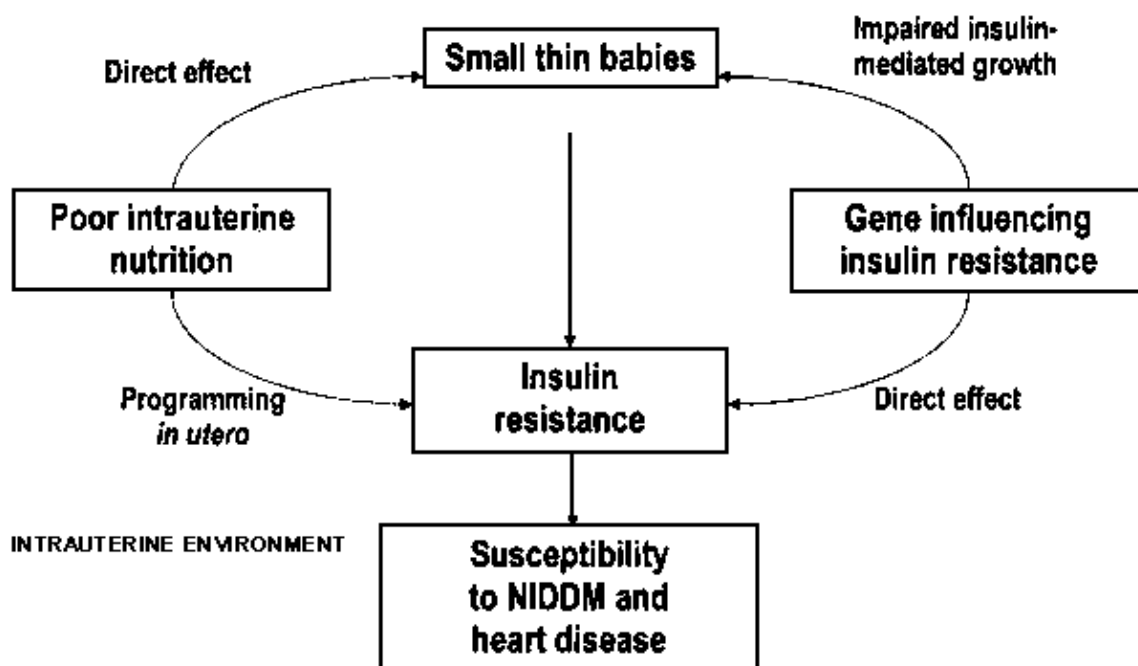 Impaired insulin-
mediated growth
Small thin babies
Direct effect
Poor intrauterine
nutrition
Gene influencing
insulin resistance
Insulin
resistance
Programming
in utero
Direct effect
INTRAUTERINE ENVIRONMENT
Susceptibility
to NIDDM and
heart disease